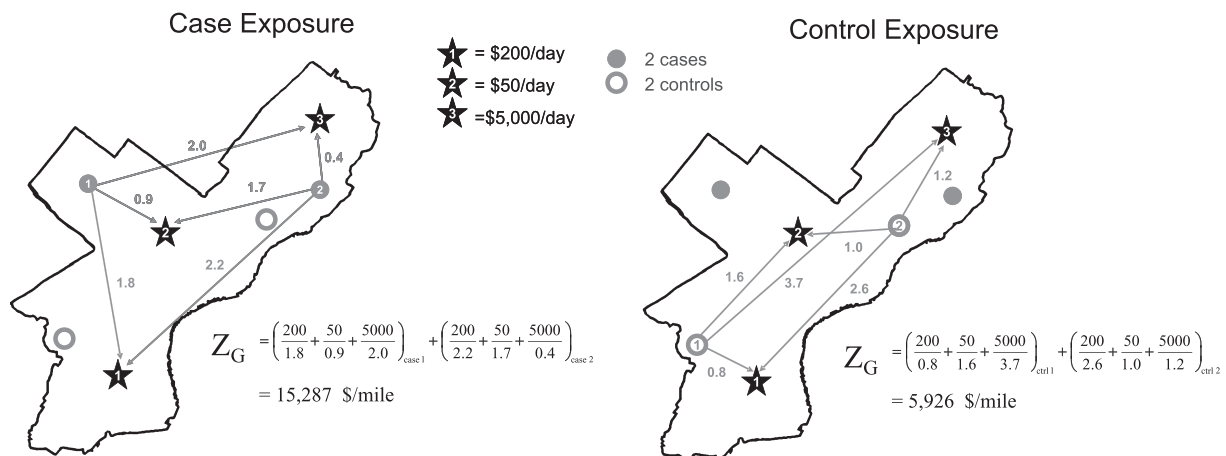 Case Exposure
1 = $200/day
2 = $50/day
3 =$5,000/day
2 cases
2 controls
Control Exposure
3
2.0
0.4
1
0.9
1.7
2
2
1.8
2.2
1
Z_G = (200/1.8 + 50/0.9 + 5000/2.0)case 1 + (200/2.2 + 50/1.7 + 5000/0.4)case 2
= 15,287 $/mile
3
1.2
2
2
1.0
1.6
3.7
2.6
1
0.8
1
Z_G = (200/0.8 + 50/1.6 + 5000/3.7)ctrl 1 + (200/2.6 + 50/1.0 + 5000/1.2)ctrl 2
= 5,926 $/mile